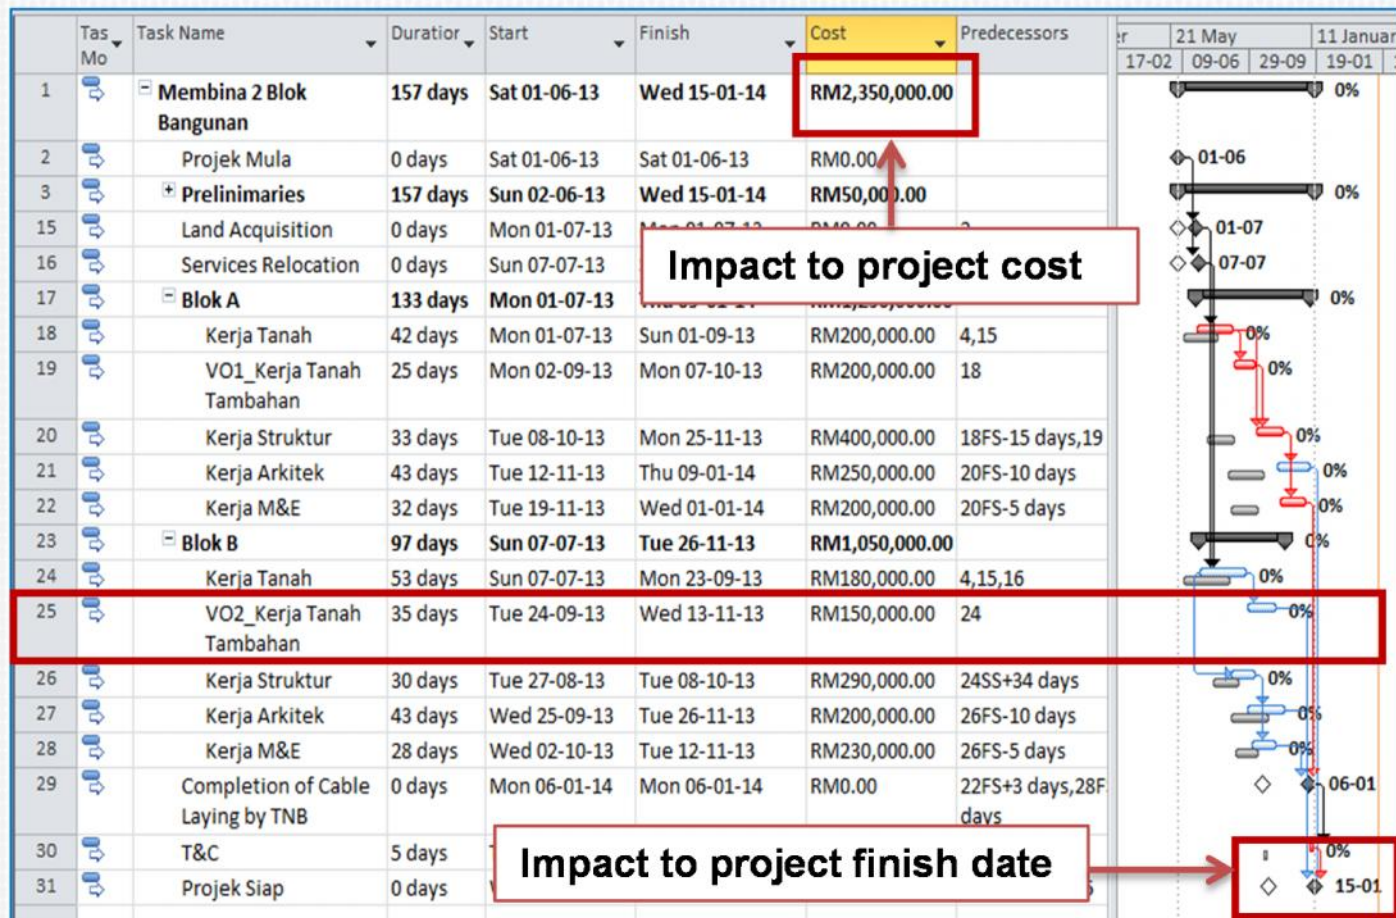 Tas Mo Task Name Duration Start Finish Cost Predecessors er 21 May 11 Januar
17-02 09-06 29-09 19-01
1 Membina 2 Blok Bangunan 157 days Sat 01-06-13 Wed 15-01-14 RM2,350,000.00 0%
2 Projek Mula 0 days Sat 01-06-13 Sat 01-06-13 RM0.00 01-06
3 Prelinimaries 157 days Sun 02-06-13 Wed 15-01-14 RM50,000.00 0%
15 Land Acquisition 0 days Mon 01-07-13 01-07
16 Services Relocation 0 days Sun 07-07-13 07-07
Impact to project cost
17 Blok A 133 days Mon 01-07-13 0%
18 Kerja Tanah 42 days Mon 01-07-13 Sun 01-09-13 RM200,000.00 4,15 0%
19 VO1_Kerja Tanah Tambahan 25 days Mon 02-09-13 Mon 07-10-13 RM200,000.00 18 0%
20 Kerja Struktur 33 days Tue 08-10-13 Mon 25-11-13 RM400,000.00 18FS-15 days,19 0%
21 Kerja Arkitek 43 days Tue 12-11-13 Thu 09-01-14 RM250,000.00 20FS-10 days 0%
22 Kerja M&E 32 days Tue 19-11-13 Wed 01-01-14 RM200,000.00 20FS-5 days 0%
23 Blok B 97 days Sun 07-07-13 Tue 26-11-13 RM1,050,000.00 0%
24 Kerja Tanah 53 days Sun 07-07-13 Mon 23-09-13 RM180,000.00 4,15,16 0%
25 VO2_Kerja Tanah Tambahan 35 days Tue 24-09-13 Wed 13-11-13 RM150,000.00 24 0%
26 Kerja Struktur 30 days Tue 27-08-13 Tue 08-10-13 RM290,000.00 24SS+34 days 0%
27 Kerja Arkitek 43 days Wed 25-09-13 Tue 26-11-13 RM200,000.00 26FS-10 days 0%
28 Kerja M&E 28 days Wed 02-10-13 Tue 12-11-13 RM230,000.00 26FS-5 days 0%
29 Completion of Cable Laying by TNB 0 days Mon 06-01-14 Mon 06-01-14 RM0.00 22FS+3 days,28F days 06-01
30 T&C 5 days 0%
Impact to project finish date
31 Projek Siap 0 days 15-01